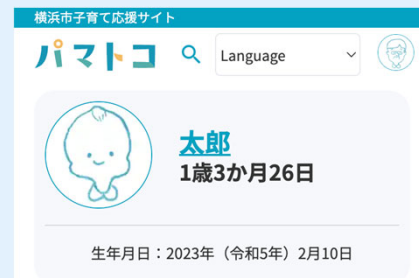 横浜市子育て応援サイト
パマトコ
Language
太郎
1歳3か月26日
生年月日：2023年（令和5年）2月10日